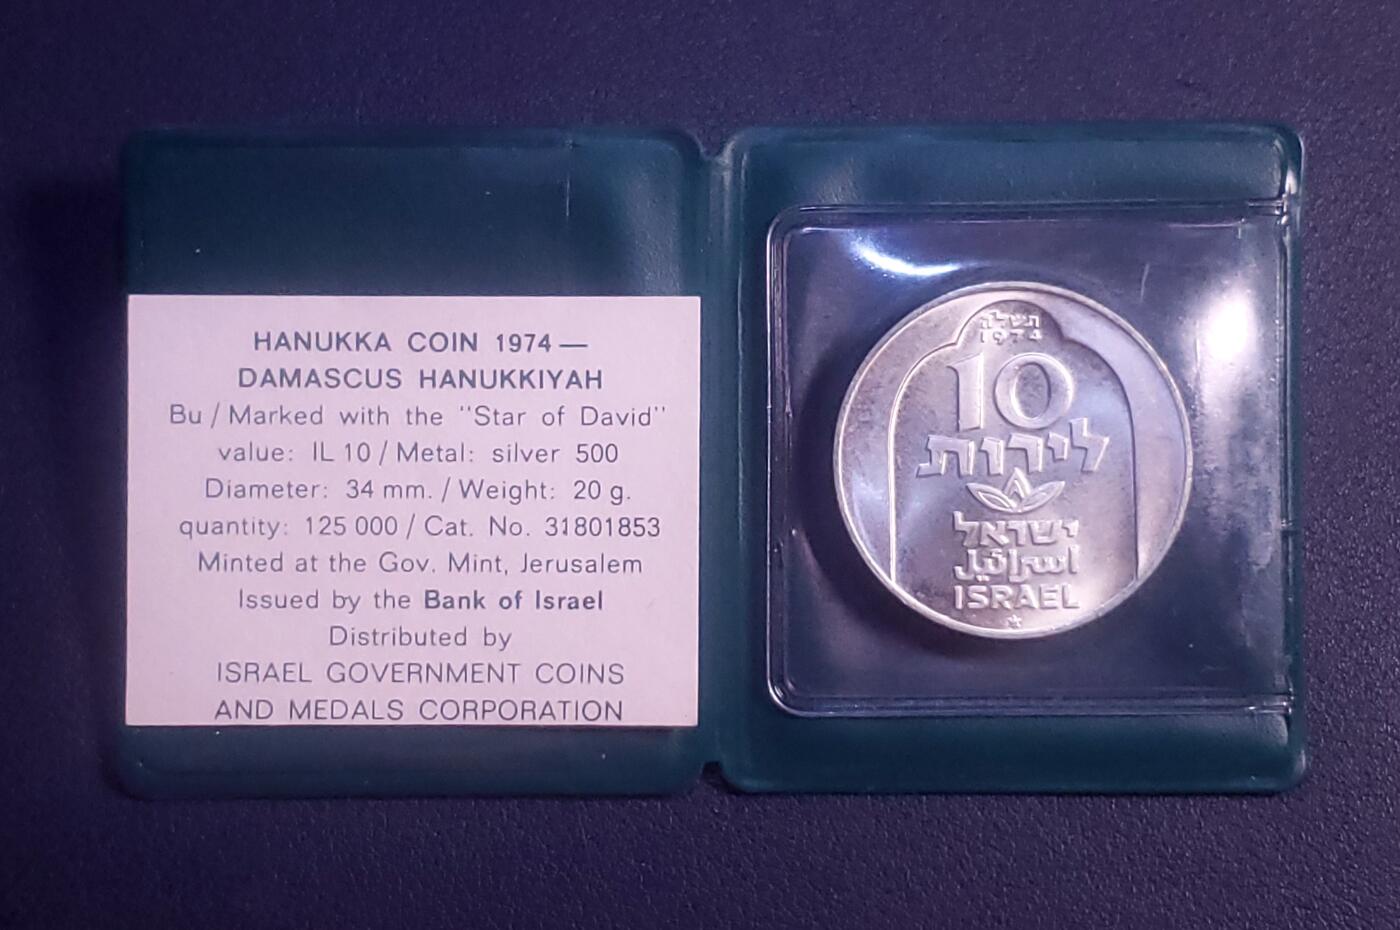 HANUKKA COIN 1974 —
DAMASCUS HANUKKIYAH
Bu / Marked with the "Star of David"
value: IL 10 / Metal: silver 500
Diameter: 34 mm. / Weight: 20 g.
quantity: 125 000 / Cat. No. 31801853
Minted at the Gov. Mint, Jerusalem
Issued by the Bank of Israel
Distributed by
ISRAEL GOVERNMENT COINS
AND MEDALS CORPORATION
תשלה
1974
10
לירות
ישראל
اسرائيل
ISRAEL